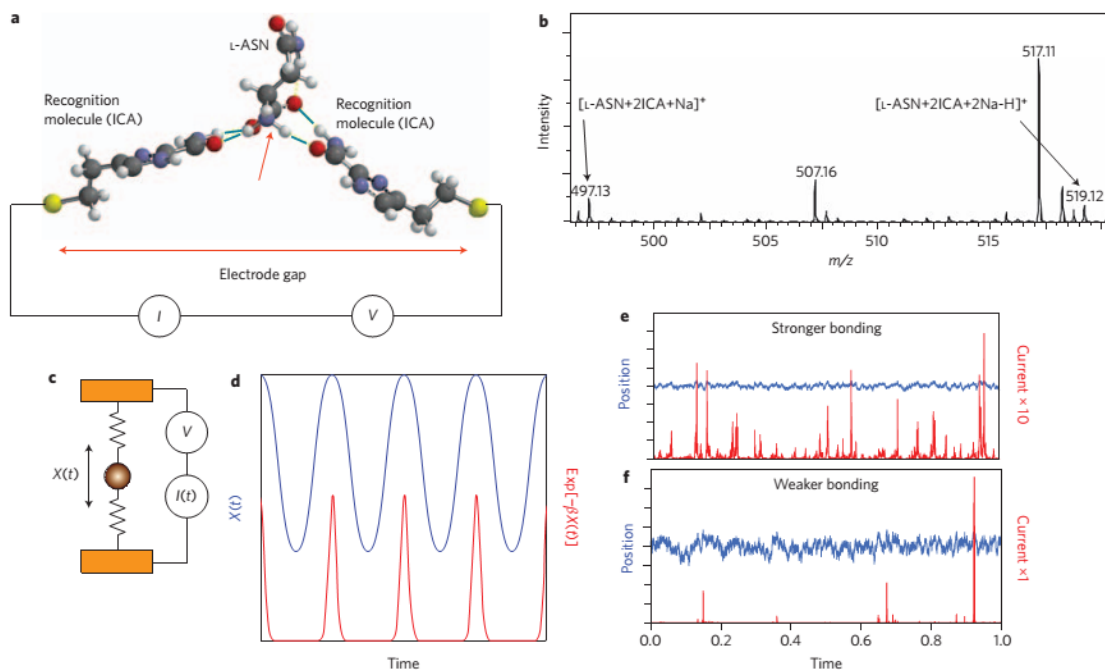 a
L-ASN
Recognition
molecule (ICA)
Recognition
molecule (ICA)
Electrode gap
I
V
b
Intensity
[L-ASN+2ICA+Na]⁺
[L-ASN+2ICA+2Na-H]⁺
497.13
507.16
517.11
519.12
500
505
510
515
m/z
c
X(t)
V
I(t)
d
X(t)
Exp[−βX(t)]
Time
e
Stronger bonding
Position
Current × 10
f
Weaker bonding
Position
Current ×1
0.0
0.2
0.4
0.6
0.8
1.0
Time